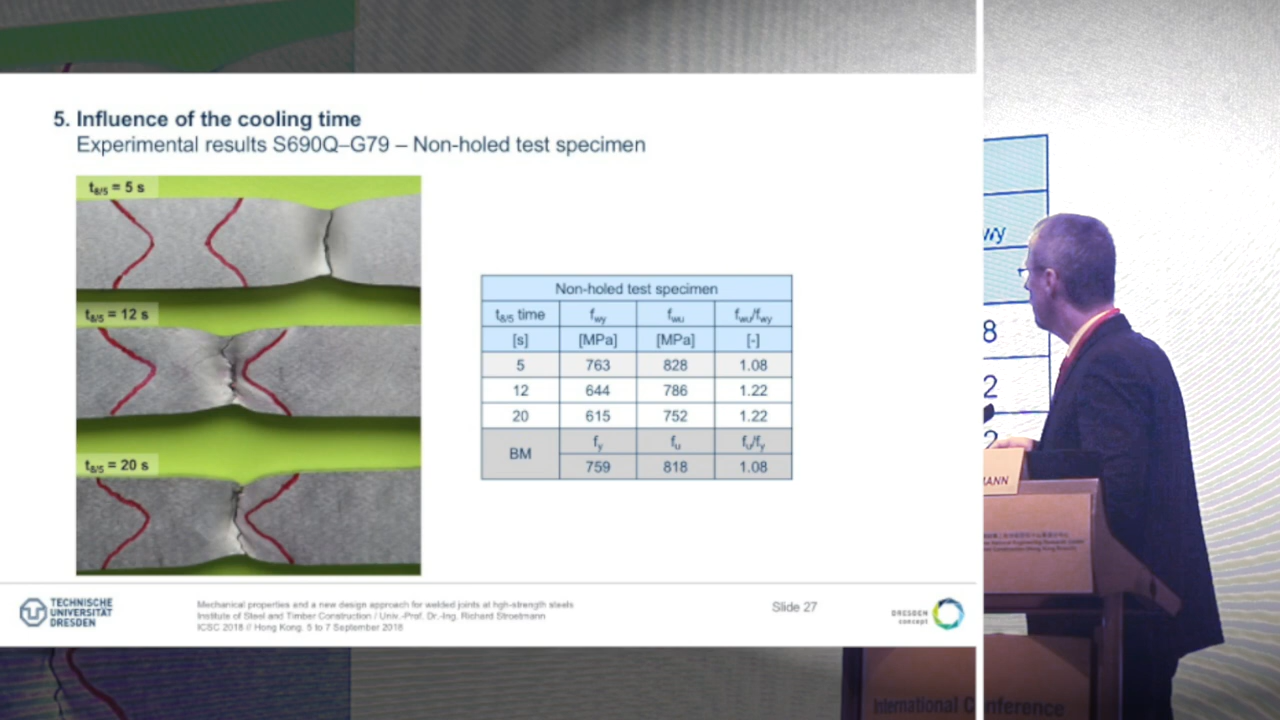 5. Influence of the cooling time
Experimental results S690Q–G79 – Non-holed test specimen
t8/5 = 5 s
t8/5 = 12 s
t8/5 = 20 s
Non-holed test specimen
t8/5 time fwy fwu fwu/fwy
[s] [MPa] [MPa] [-]
5 763 828 1.08
12 644 786 1.22
20 615 752 1.22
BM fy fu fu/fy
759 818 1.08
TECHNISCHE
UNIVERSITÄT
DRESDEN
Mechanical properties and a new design approach for welded joints at hgh-strength steels
Institute of Steel and Timber Construction / Univ.-Prof. Dr.-Ing. Richard Stroetmann
ICSC 2018 // Hong Kong. 5 to 7 September 2018
Slide 27
DRESDEN
concept
wy
8
2
2
MANN
International Conference